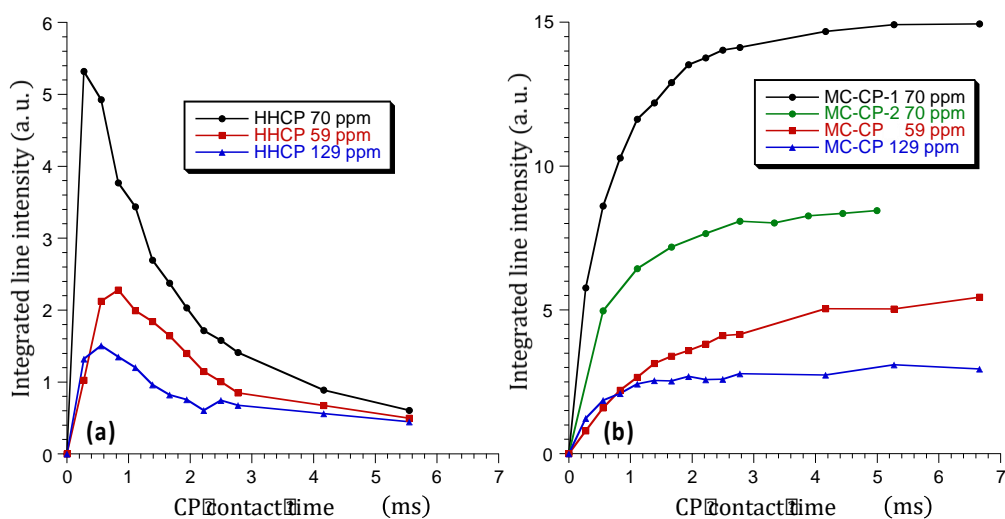 Integrated line intensity (a. u.)
6
5
4
3
2
1
0
HHCP 70 ppm
HHCP 59 ppm
HHCP 129 ppm
(a)
0 1 2 3 4 5 6 7
CP contact time (ms)
Integrated line intensity (a. u.)
15
10
5
0
MC-CP-1 70 ppm
MC-CP-2 70 ppm
MC-CP 59 ppm
MC-CP 129 ppm
(b)
0 1 2 3 4 5 6 7
CP contact time (ms)